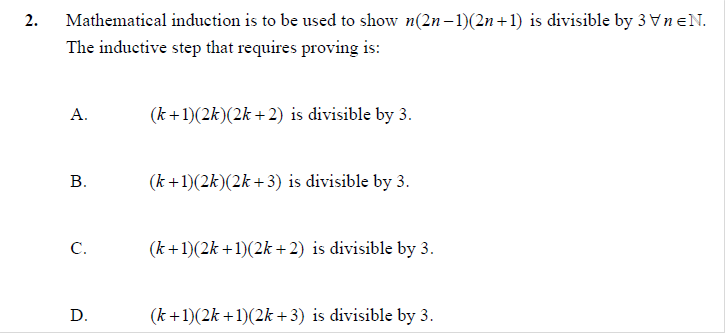 2. Mathematical induction is to be used to show n(2n−1)(2n+1) is divisible by 3 ∀ n ∈ ℕ.
The inductive step that requires proving is:
A. (k+1)(2k)(2k+2) is divisible by 3.
B. (k+1)(2k)(2k+3) is divisible by 3.
C. (k+1)(2k+1)(2k+2) is divisible by 3.
D. (k+1)(2k+1)(2k+3) is divisible by 3.